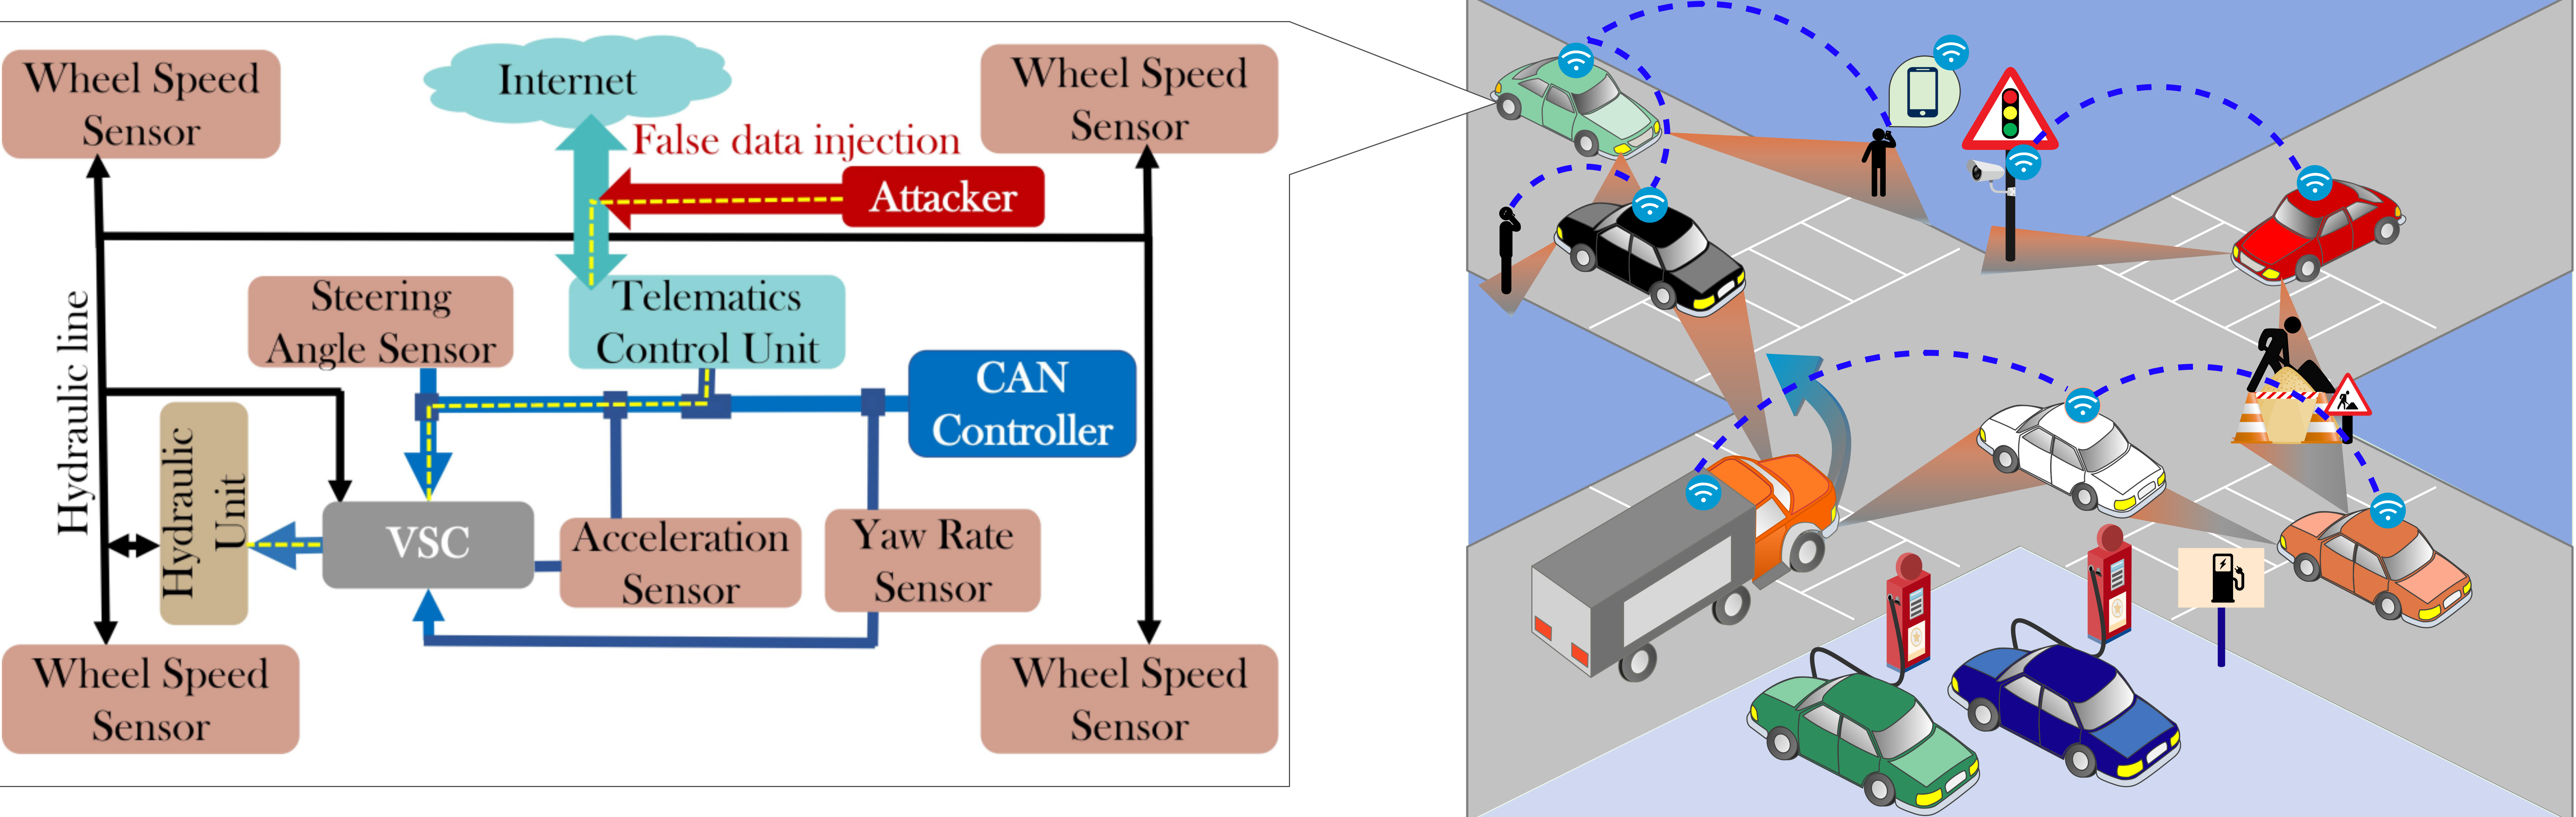 Wheel Speed
Sensor
Internet
Wheel Speed
Sensor
False data injection
Attacker
Hydraulic line
Steering
Angle Sensor
Telematics
Control Unit
CAN
Controller
Hydraulic
Unit
VSC
Acceleration
Sensor
Yaw Rate
Sensor
Wheel Speed
Sensor
Wheel Speed
Sensor